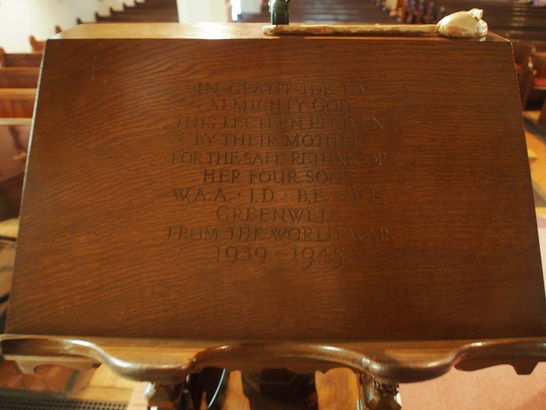 IN GRATITUDE TO
ALMIGHTY GOD
THIS LECTERN IS GIVEN
BY THEIR MOTHER
FOR THE SAFE RETURN OF
HER FOUR SONS
W.A.A. · I.D. · B.E. ·
GREENWELL
FROM THE WORLD WAR
1939 - 1945